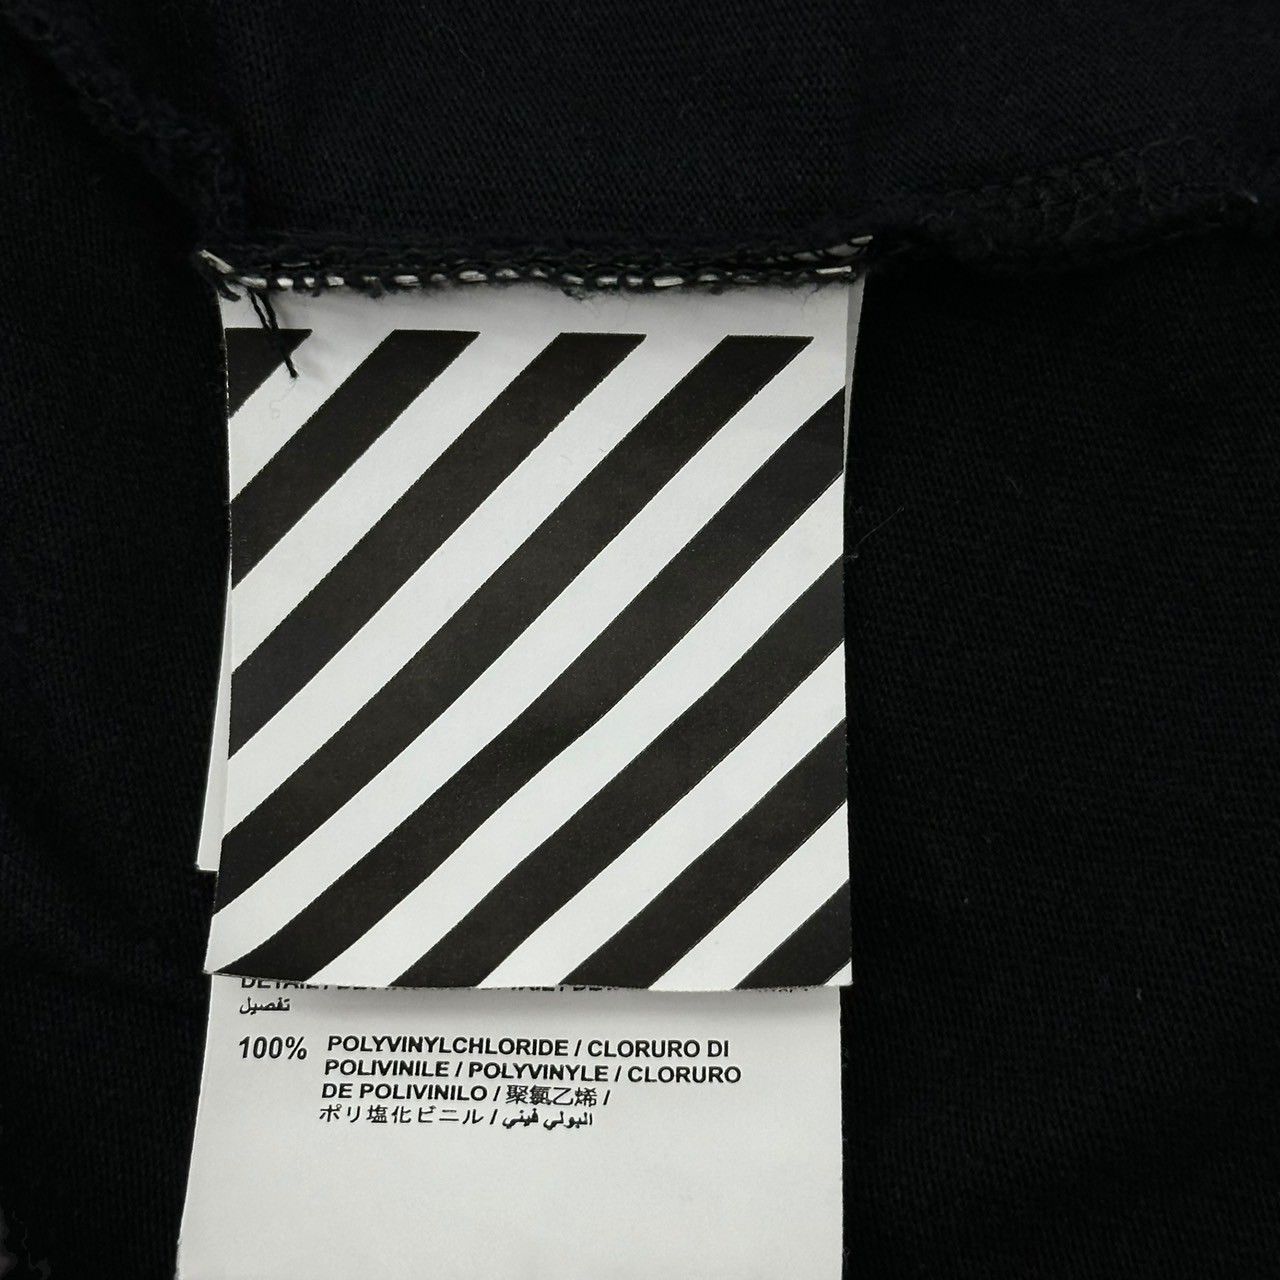 تفصيل
100% POLYVINYLCHLORIDE / CLORURO DI
POLIVINILE / POLYVINYLE / CLORURO
DE POLIVINILO / 聚氯乙烯 /
ポリ塩化ビニル / البولي فيني